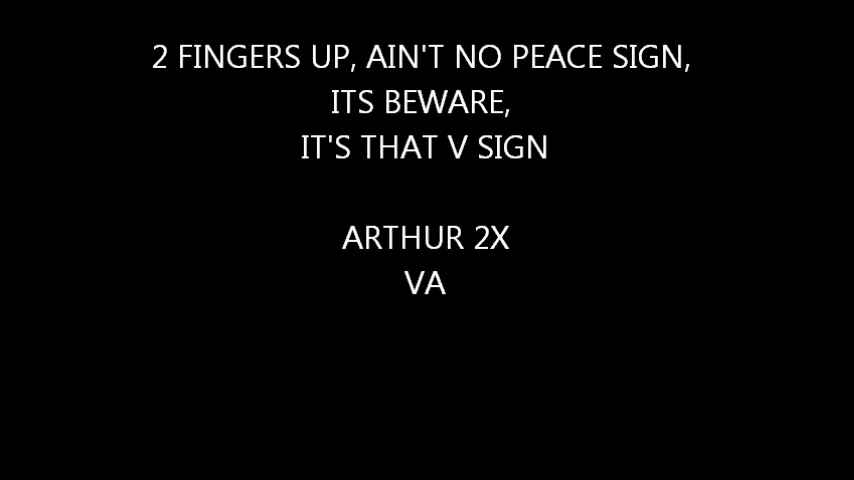 2 FINGERS UP, AIN'T NO PEACE SIGN,
ITS BEWARE,
IT'S THAT V SIGN
ARTHUR 2X
VA